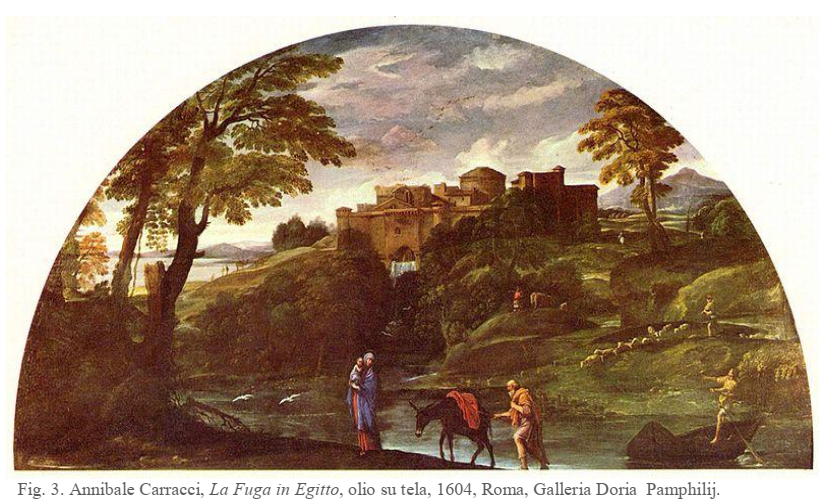 Fig. 3. Annibale Carracci, La Fuga in Egitto, olio su tela, 1604, Roma, Galleria Doria Pamphilij.